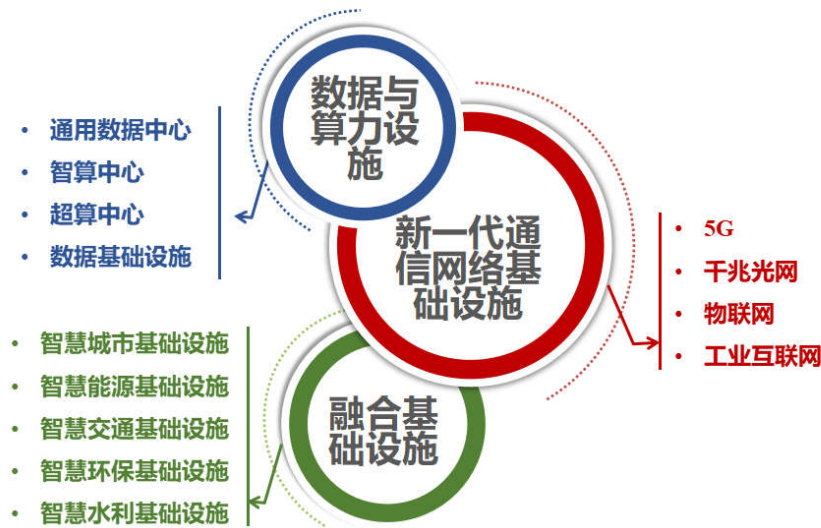 数据与
算力设
施
• 通用数据中心
• 智算中心
• 超算中心
• 数据基础设施
新一代通
信网络基
础设施
• 5G
• 千兆光网
• 物联网
• 工业互联网
融合基
础设施
• 智慧城市基础设施
• 智慧能源基础设施
• 智慧交通基础设施
• 智慧环保基础设施
• 智慧水利基础设施